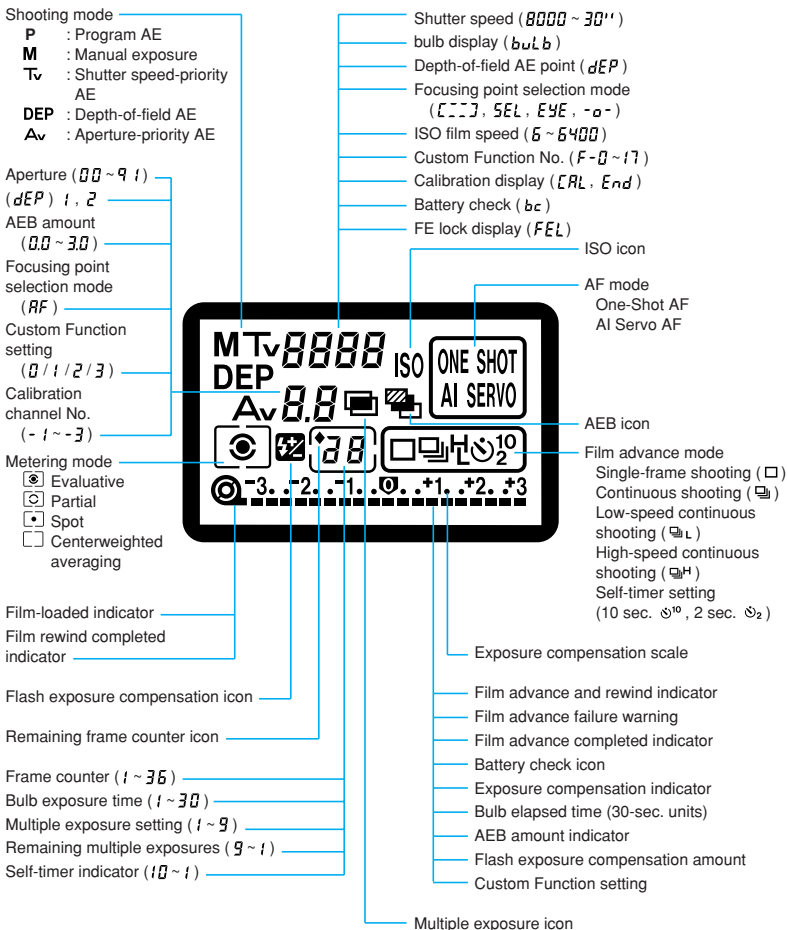 Shooting mode
P : Program AE
M : Manual exposure
Tv : Shutter speed-priority
AE
DEP : Depth-of-field AE
Av : Aperture-priority AE
Aperture (00 ~ 91)
(dEP) 1, 2
AEB amount
(0.0 ~ 3.0)
Focusing point
selection mode
(AF)
Custom Function
setting
(0/1/2/3)
Calibration
channel No.
(-1 ~ -3)
Metering mode
Evaluative
Partial
Spot
Centerweighted
averaging
Film-loaded indicator
Film rewind completed
indicator
Flash exposure compensation icon
Remaining frame counter icon
Frame counter (1 ~ 36)
Bulb exposure time (1 ~ 30)
Multiple exposure setting (1 ~ 9)
Remaining multiple exposures (9 ~ 1)
Self-timer indicator (10 ~ 1)
Shutter speed (8000 ~ 30'')
bulb display (buLb)
Depth-of-field AE point (dEP)
Focusing point selection mode
([---], SEL, EYE, -o-)
ISO film speed (6 ~ 6400)
Custom Function No. (F-0 ~ 17)
Calibration display (CAL, End)
Battery check (bc)
FE lock display (FEL)
ISO icon
AF mode
One-Shot AF
AI Servo AF
M Tv 8888 ISO ONE SHOT
DEP AI SERVO
Av 8.8
38 H L 10 2
-3. .-2. .-1. .0. .+1. .+2. .+3
AEB icon
Film advance mode
Single-frame shooting ( )
Continuous shooting ( )
Low-speed continuous
shooting ( L)
High-speed continuous
shooting ( H)
Self-timer setting
(10 sec. 10, 2 sec. 2)
Exposure compensation scale
Film advance and rewind indicator
Film advance failure warning
Film advance completed indicator
Battery check icon
Exposure compensation indicator
Bulb elapsed time (30-sec. units)
AEB amount indicator
Flash exposure compensation amount
Custom Function setting
Multiple exposure icon